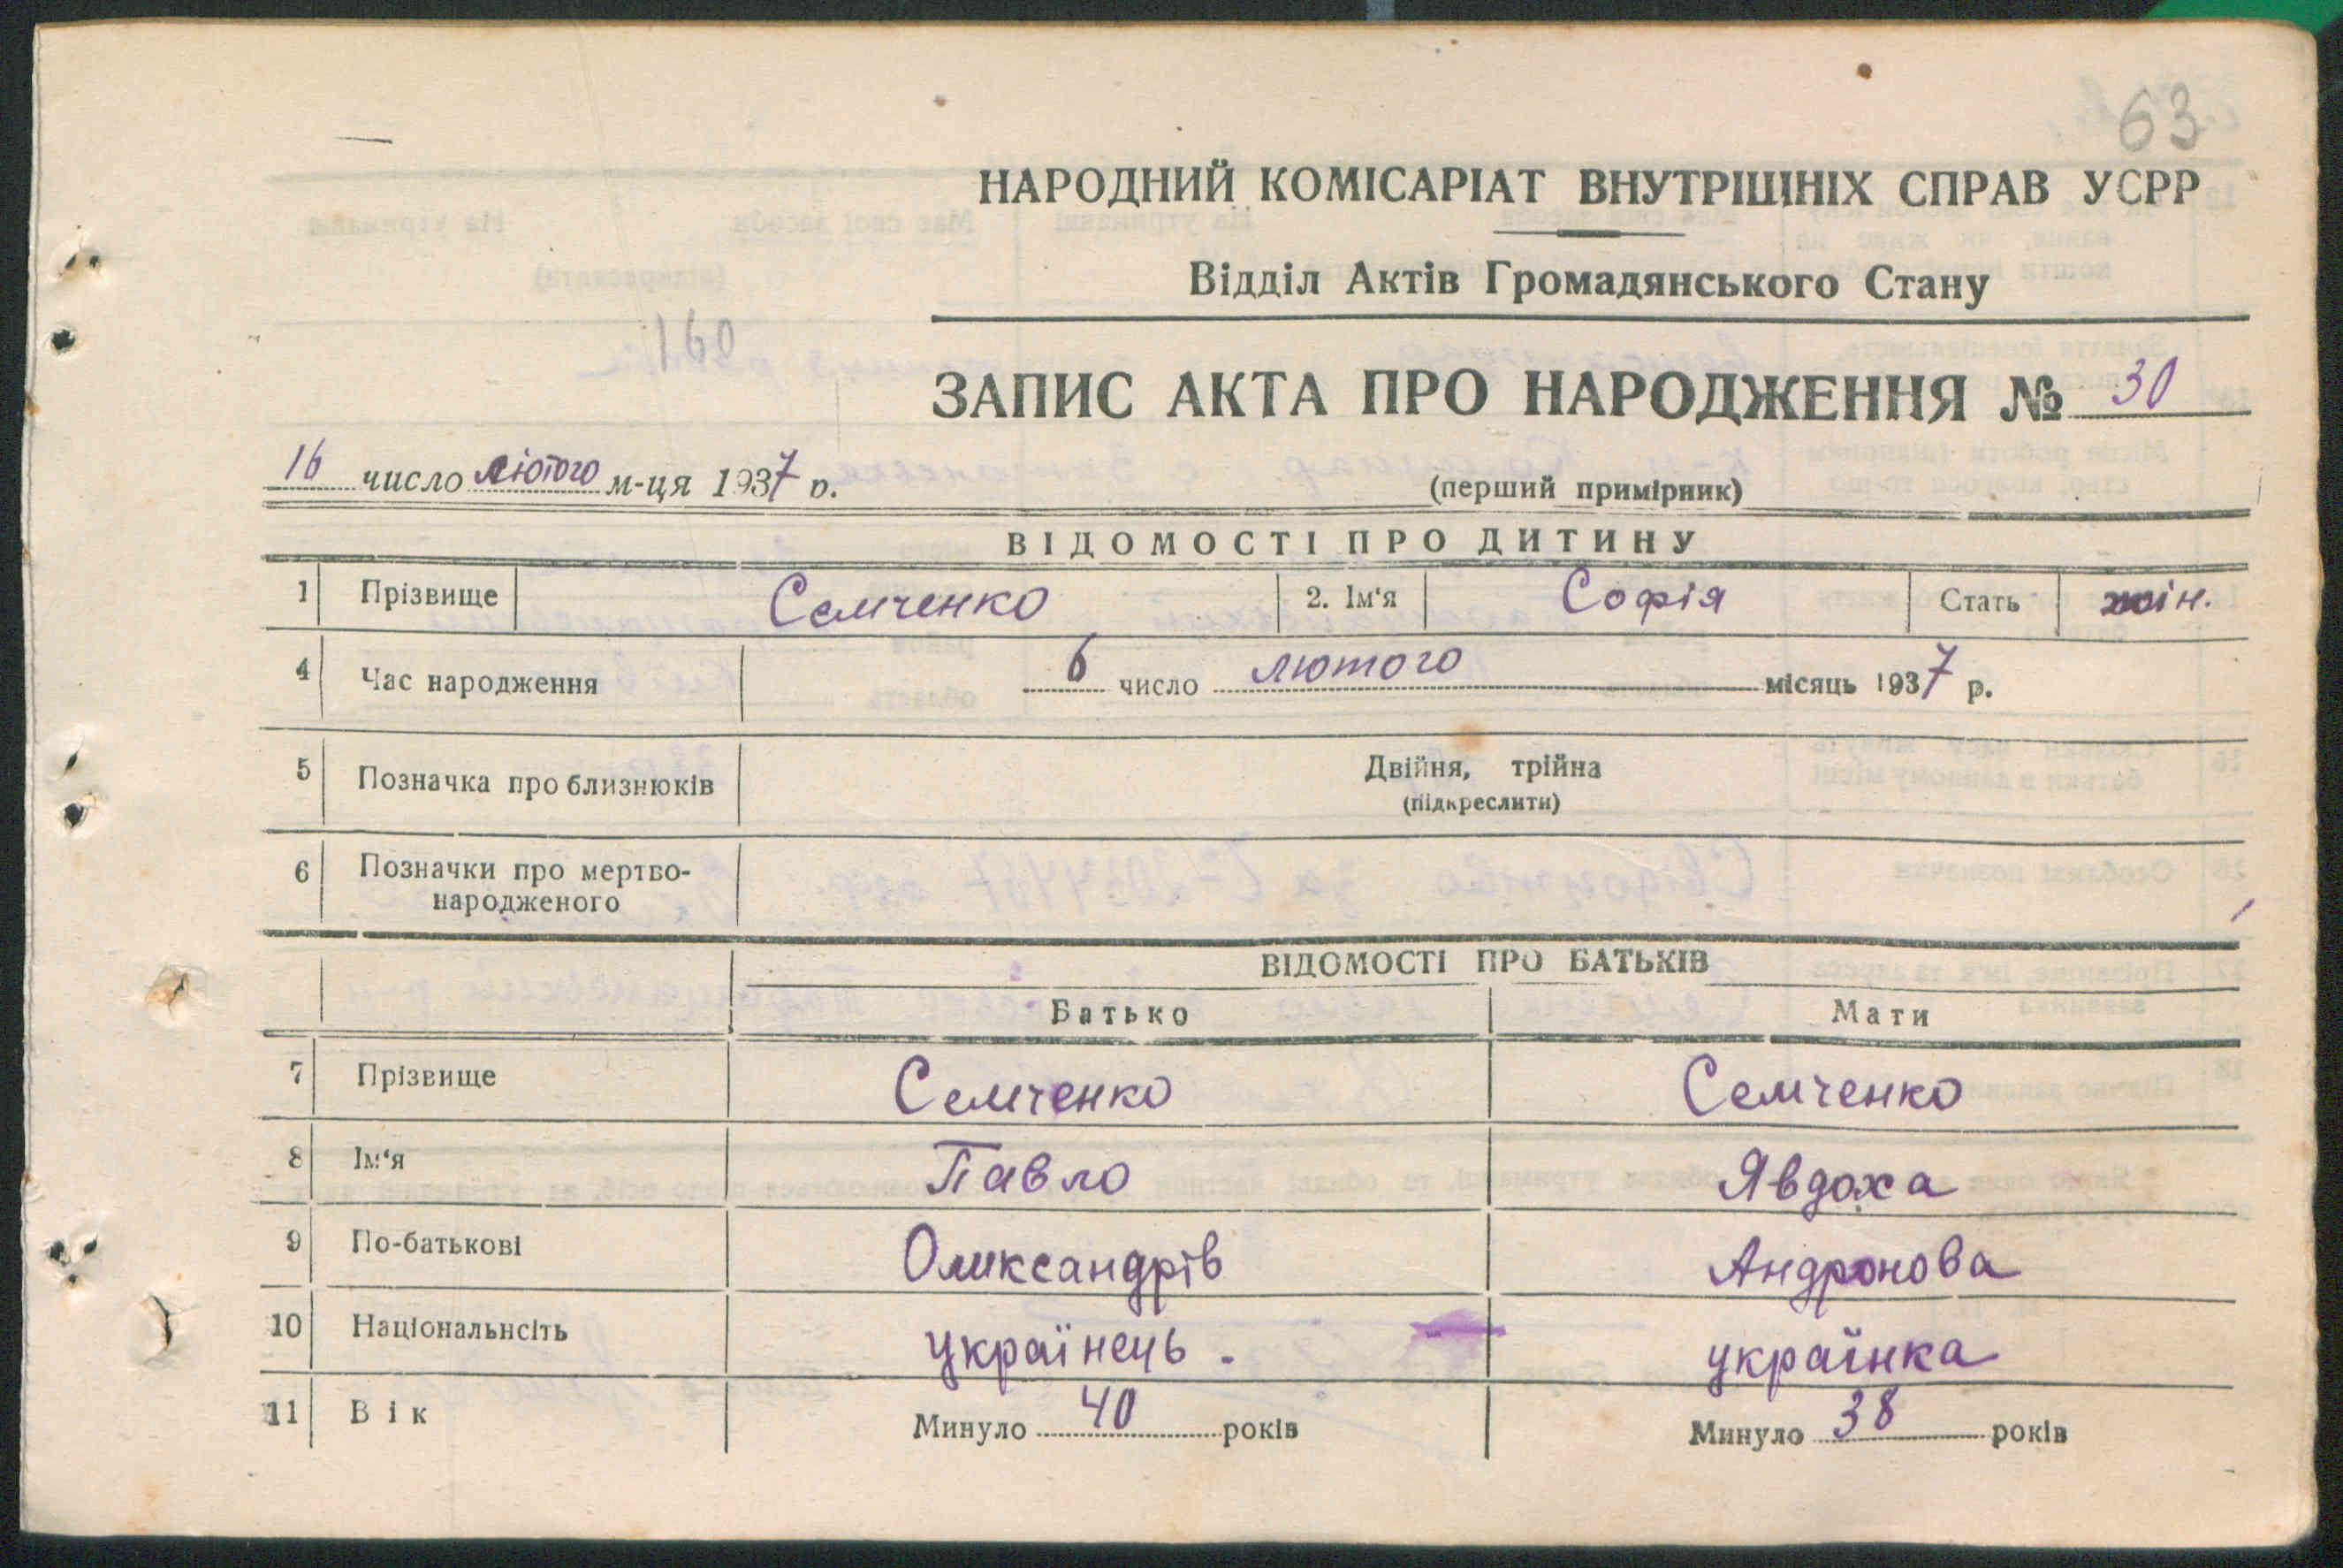 63
НАРОДНИЙ КОМІСАРІАТ ВНУТРІШНІХ СПРАВ УСРР
Відділ Актів Громадянського Стану
160
ЗАПИС АКТА ПРО НАРОДЖЕННЯ № 30
16 число лютого м-ця 1937 р.
(перший примірник)
ВІДОМОСТІ ПРО ДИТИНУ
1 Прізвище Семченко 2. Ім'я Софія Стать жін.
4 Час народження 6 число лютого місяць 1937 р.
5 Позначка про близнюків Двійня, трійна
(підкреслити)
6 Позначки про мертво-
народженого
ВІДОМОСТІ ПРО БАТЬКІВ
Батько Мати
7 Прізвище Семченко Семченко
8 Ім'я Павло Явдоха
9 По-батькові Олександрів Андронова
10 Національнсіть українець. українка
11 Вік Минуло 40 років Минуло 38 років